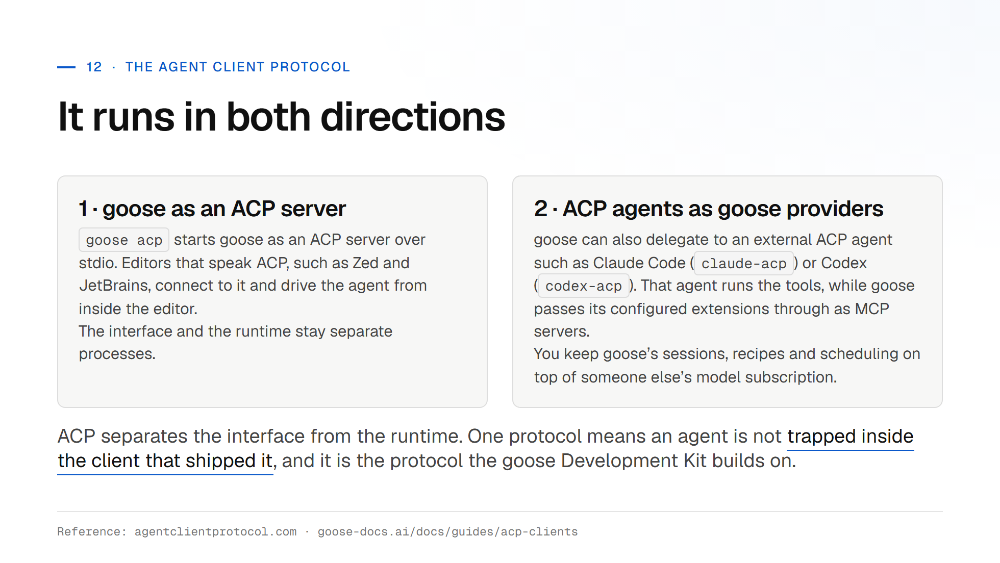 12 · THE AGENT CLIENT PROTOCOL
It runs in both directions
1 · goose as an ACP server
goose acp starts goose as an ACP server over
stdio. Editors that speak ACP, such as Zed and
JetBrains, connect to it and drive the agent from
inside the editor.
The interface and the runtime stay separate
processes.
2 · ACP agents as goose providers
goose can also delegate to an external ACP agent
such as Claude Code (claude-acp) or Codex
(codex-acp). That agent runs the tools, while goose
passes its configured extensions through as MCP
servers.
You keep goose’s sessions, recipes and scheduling on
top of someone else’s model subscription.
ACP separates the interface from the runtime. One protocol means an agent is not trapped inside
the client that shipped it, and it is the protocol the goose Development Kit builds on.
Reference: agentclientprotocol.com · goose-docs.ai/docs/guides/acp-clients